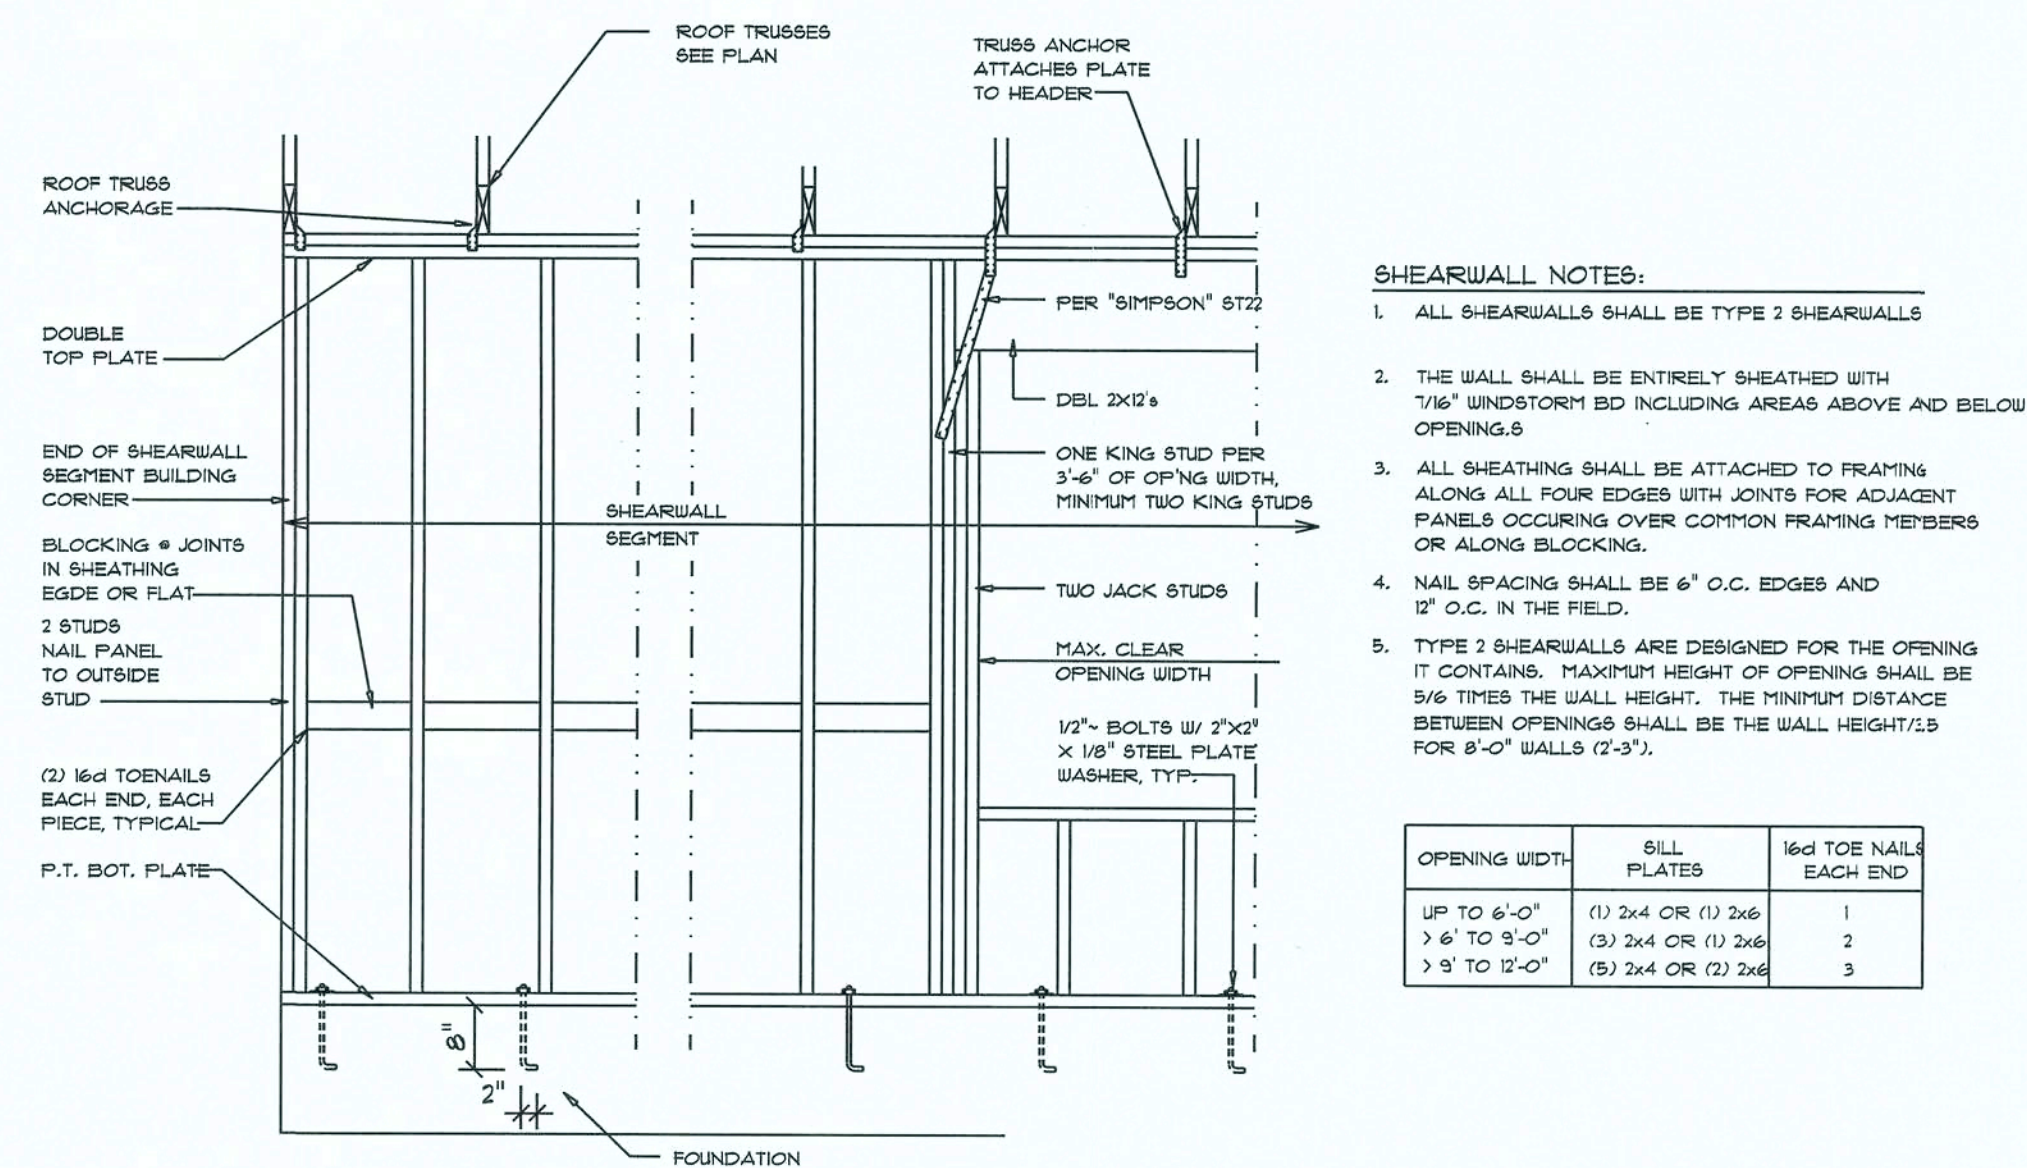 ROOF TRUSSES
SEE PLAN
TRUSS ANCHOR
ATTACHES PLATE
TO HEADER
ROOF TRUSS
ANCHORAGE
DOUBLE
TOP PLATE
END OF SHEARWALL
SEGMENT BUILDING
CORNER
BLOCKING @ JOINTS
IN SHEATHING
EGDE OR FLAT
2 STUDS
NAIL PANEL
TO OUTSIDE
STUD
(2) 16d TOENAILS
EACH END, EACH
PIECE, TYPICAL
P.T. BOT. PLATE
SHEARWALL
SEGMENT
8"
2"
FOUNDATION
PER "SIMPSON" ST22
DBL 2X12's
ONE KING STUD PER
3'-6" OF OP'NG WIDTH,
MINIMUM TWO KING STUDS
TWO JACK STUDS
MAX. CLEAR
OPENING WIDTH
1/2"~ BOLTS W/ 2"X2"
X 1/8" STEEL PLATE
WASHER, TYP.
SHEARWALL NOTES:
1. ALL SHEARWALLS SHALL BE TYPE 2 SHEARWALLS
2. THE WALL SHALL BE ENTIRELY SHEATHED WITH
7/16" WINDSTORM BD INCLUDING AREAS ABOVE AND BELOW
OPENING.S
3. ALL SHEATHING SHALL BE ATTACHED TO FRAMING
ALONG ALL FOUR EDGES WITH JOINTS FOR ADJACENT
PANELS OCCURING OVER COMMON FRAMING MEMBERS
OR ALONG BLOCKING.
4. NAIL SPACING SHALL BE 6" O.C. EDGES AND
12" O.C. IN THE FIELD.
5. TYPE 2 SHEARWALLS ARE DESIGNED FOR THE OPENING
IT CONTAINS. MAXIMUM HEIGHT OF OPENING SHALL BE
5/6 TIMES THE WALL HEIGHT. THE MINIMUM DISTANCE
BETWEEN OPENINGS SHALL BE THE WALL
FOR 8'-0" WALLS (2'-3").
OPENING WIDTH
SILL
PLATES
16d TOE NAILS
EACH END
UP TO 6'-0" (1) 2x4 OR (1) 2x6 1
> 6' TO 9'-0" (3) 2x4 OR (1) 2x6 2
> 9' TO 12'-0" (5) 2x4 OR (2) 2x6 3